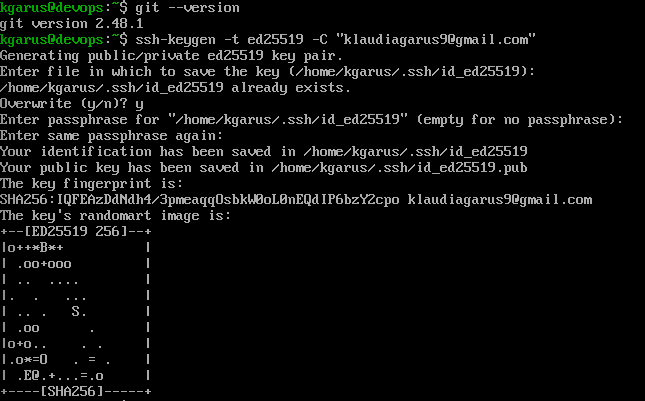 kgarus@devops:~$ git --version
git version 2.48.1
kgarus@devops:~$ ssh-keygen -t ed25519 -C "klaudiagarus9@gmail.com"
Generating public/private ed25519 key pair.
Enter file in which to save the key (/home/kgarus/.ssh/id_ed25519):
/home/kgarus/.ssh/id_ed25519 already exists.
Overwrite (y/n)? y
Enter passphrase for "/home/kgarus/.ssh/id_ed25519" (empty for no passphrase):
Enter same passphrase again:
Your identification has been saved in /home/kgarus/.ssh/id_ed25519
Your public key has been saved in /home/kgarus/.ssh/id_ed25519.pub
The key fingerprint is:
SHA256:IQFEAzDdNdh4/3pmeaqqOsbkW0oL0nEQdIP6bzY2cpo klaudiagarus9@gmail.com
The key's randomart image is:
+--[ED25519 256]--+
|o++*B*+          |
| .oo+ooo         |
| ..  ....        |
|.  .   ...       |
| .. .   S.       |
| .oo      .      |
|o+o..    . .     |
|.o*=O   . = .    |
| .E@.+...=.o     |
+----[SHA256]-----+